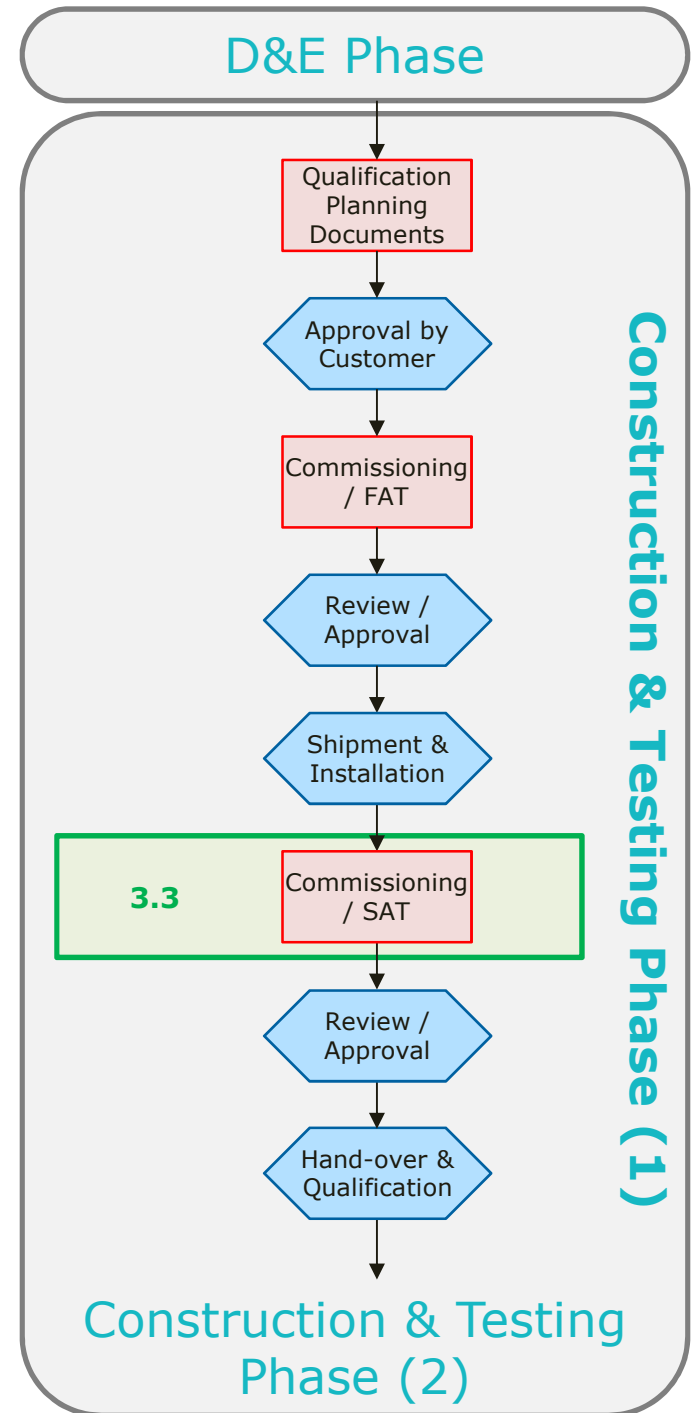 D&E Phase
Qualification
Planning
Documents
Approval by
Customer
Commissioning
/ FAT
Review /
Approval
Shipment &
Installation
3.3
Commissioning
/ SAT
Review /
Approval
Hand-over &
Qualification
Construction & Testing Phase (1)
Construction & Testing
Phase (2)